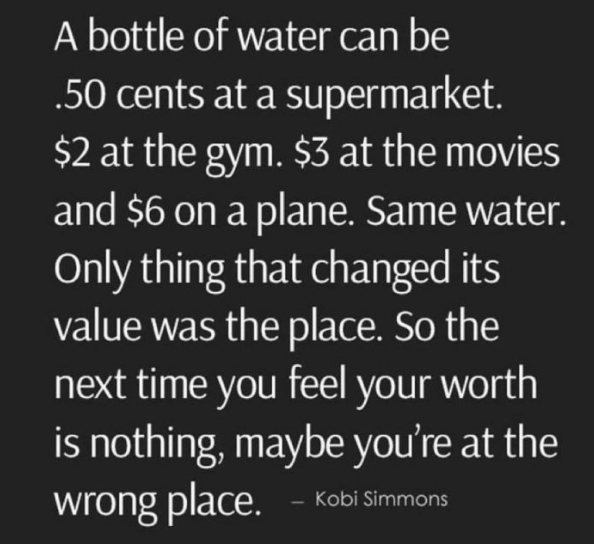 A bottle of water can be
.50 cents at a supermarket.
$2 at the gym. $3 at the movies
and $6 on a plane. Same water.
Only thing that changed its
value was the place. So the
next time you feel your worth
is nothing, maybe you're at the
wrong place. – Kobi Simmons